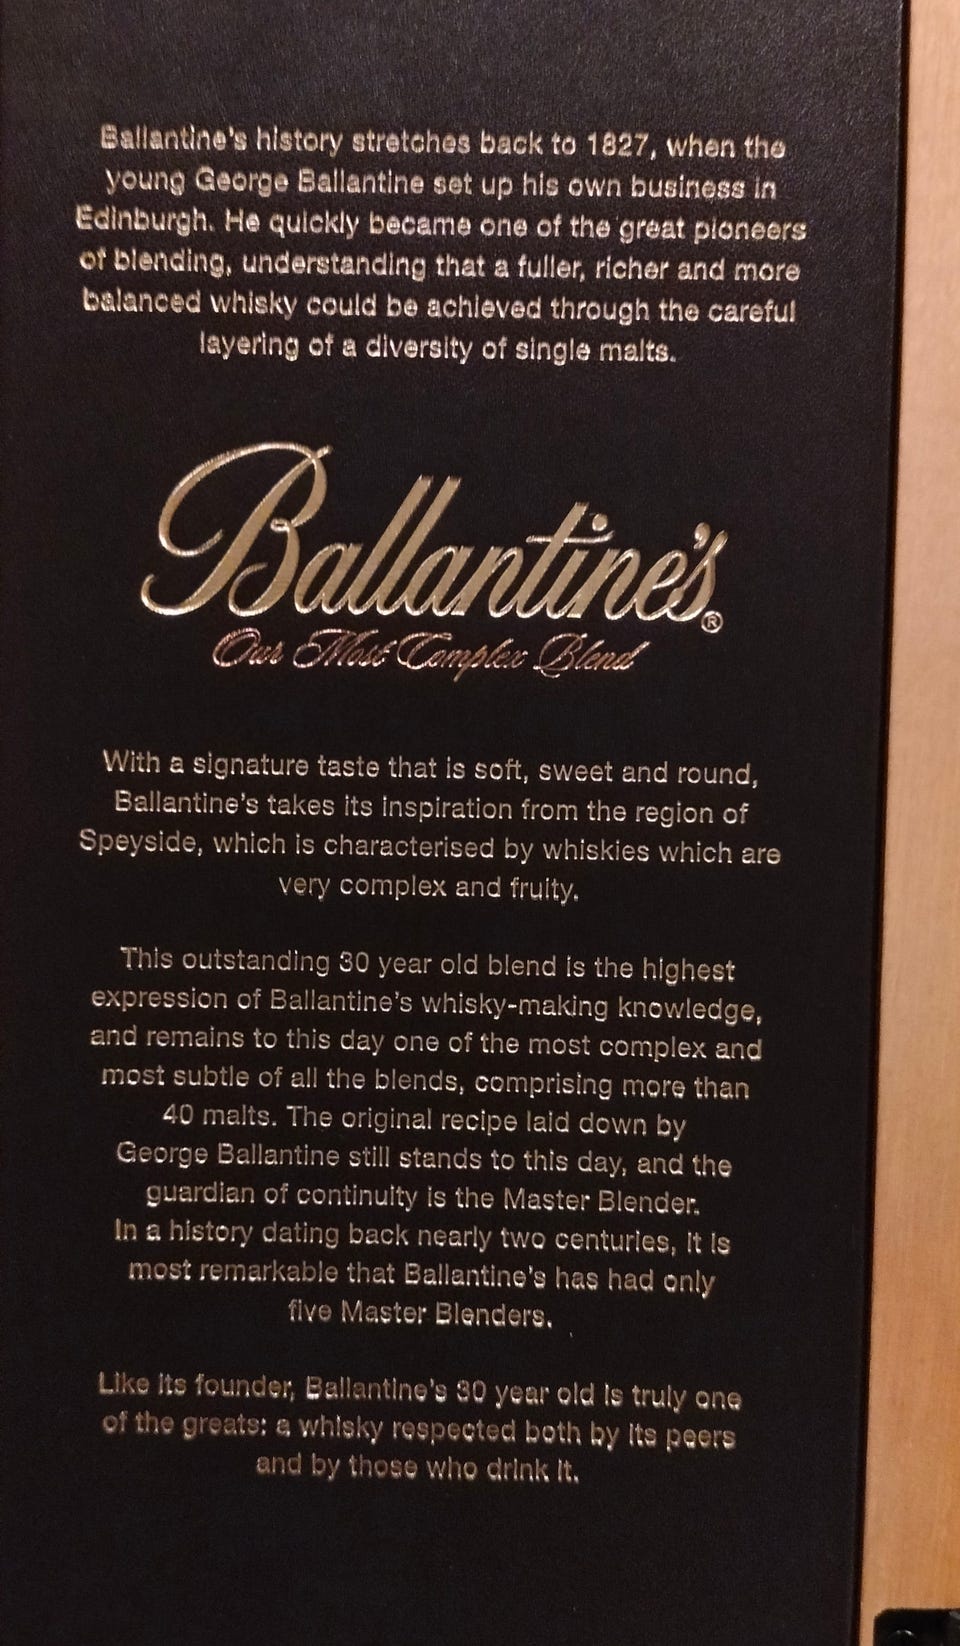 Ballantine's history stretches back to 1827, when the
young George Ballantine set up his own business in
Edinburgh. He quickly became one of the great pioneers
of blending, understanding that a fuller, richer and more
balanced whisky could be achieved through the careful
layering of a diversity of single malts.
Ballantine's®
Our Most Complex Blend
With a signature taste that is soft, sweet and round,
Ballantine's takes its inspiration from the region of
Speyside, which is characterised by whiskies which are
very complex and fruity.
This outstanding 30 year old blend is the highest
expression of Ballantine's whisky-making knowledge,
and remains to this day one of the most complex and
most subtle of all the blends, comprising more than
40 malts. The original recipe laid down by
George Ballantine still stands to this day, and the
guardian of continuity is the Master Blender.
In a history dating back nearly two centuries, it is
most remarkable that Ballantine's has had only
five Master Blenders.
Like its founder, Ballantine's 30 year old is truly one
of the greats: a whisky respected both by its peers
and by those who drink it.